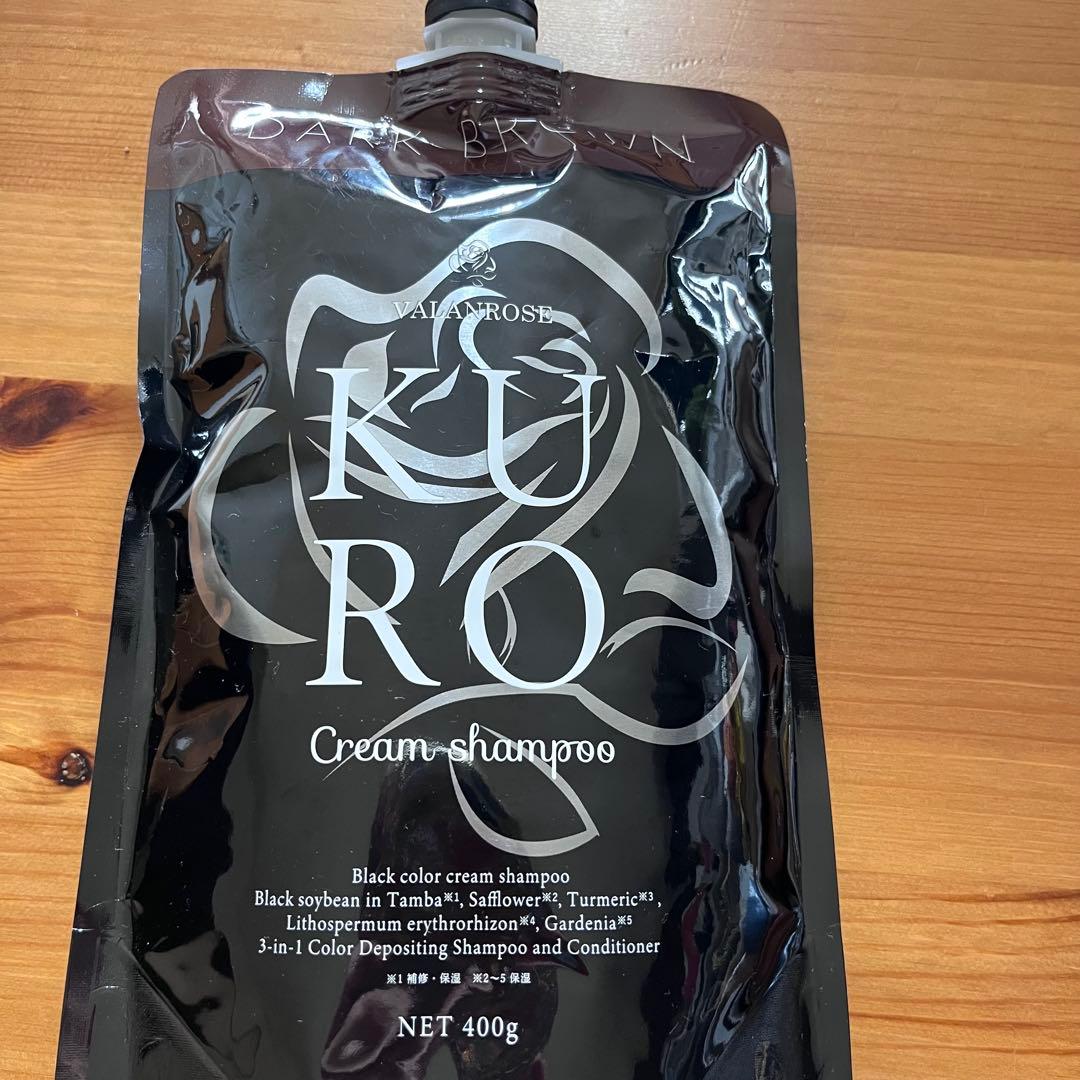 DARK BROWN
VALANROSE
KU
RO
Cream shampoo
Black color cream shampoo
Black soybean in Tamba※1, Safflower※2, Turmeric※3,
Lithospermum erythrorhizon※4, Gardenia※5
3-in-1 Color Depositing Shampoo and Conditioner
※1 補修・保湿 ※2〜5 保湿
NET 400g